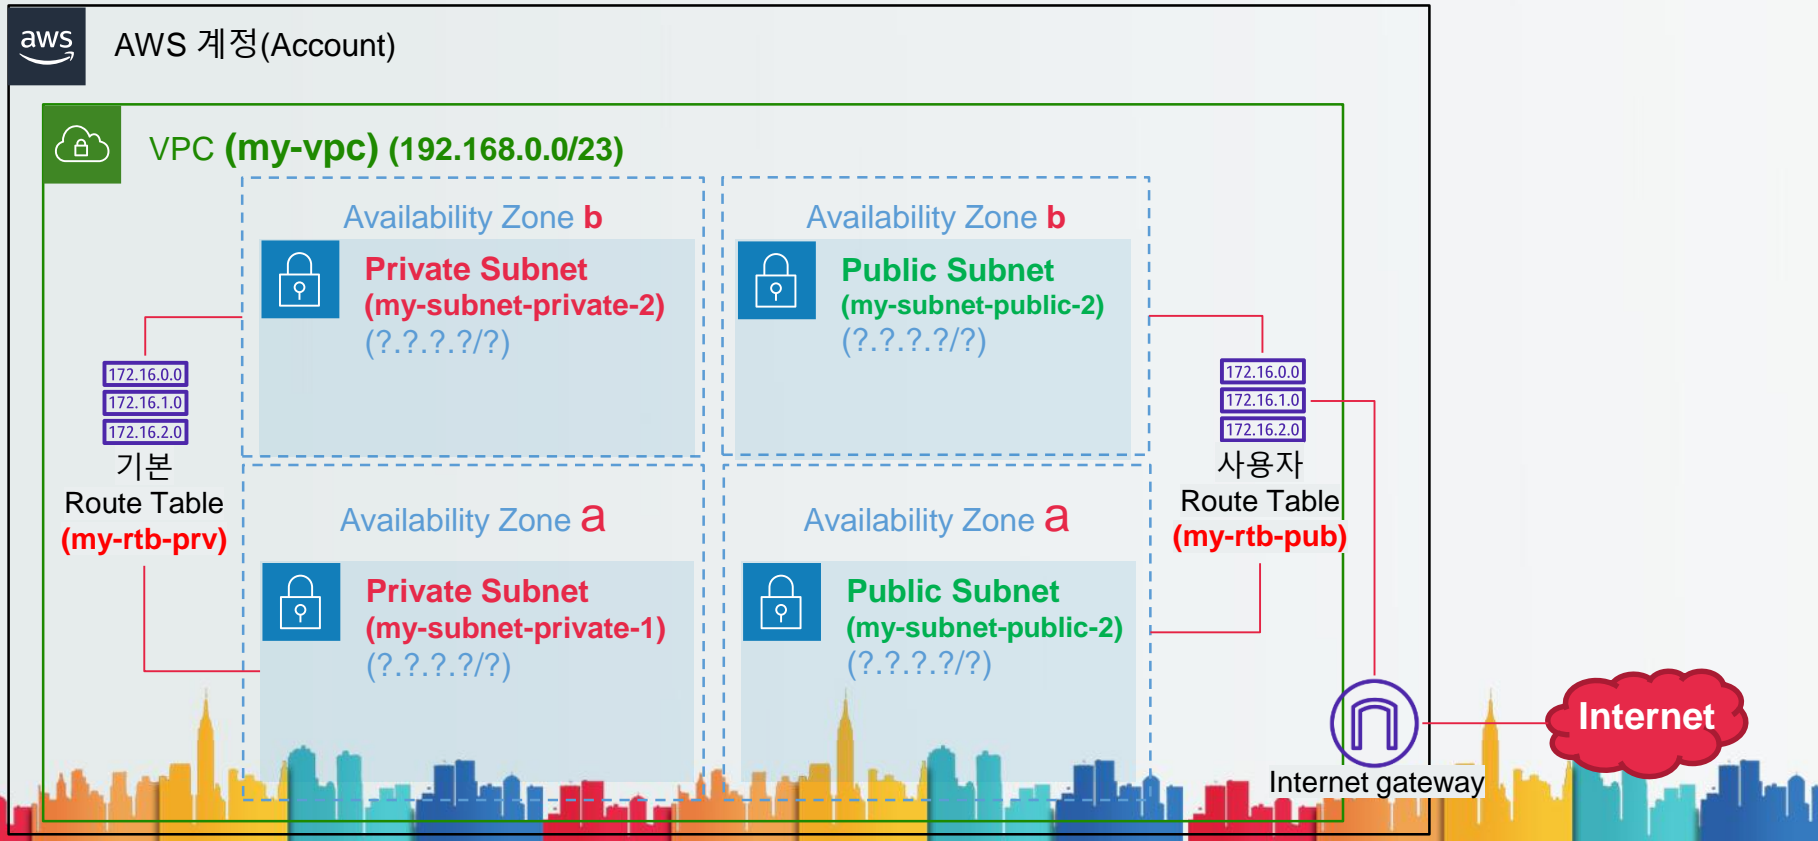 aws
AWS 계정(Account)
VPC (my-vpc) (192.168.0.0/23)
Availability Zone b
Private Subnet
(my-subnet-private-2)
(?.?.?.?/?)
Availability Zone b
Public Subnet
(my-subnet-public-2)
(?.?.?.?/?)
172.16.0.0
172.16.1.0
172.16.2.0
기본
Route Table
(my-rtb-prv)
172.16.0.0
172.16.1.0
172.16.2.0
사용자
Route Table
(my-rtb-pub)
Availability Zone a
Private Subnet
(my-subnet-private-1)
(?.?.?.?/?)
Availability Zone a
Public Subnet
(my-subnet-public-2)
(?.?.?.?/?)
Internet gateway
Internet